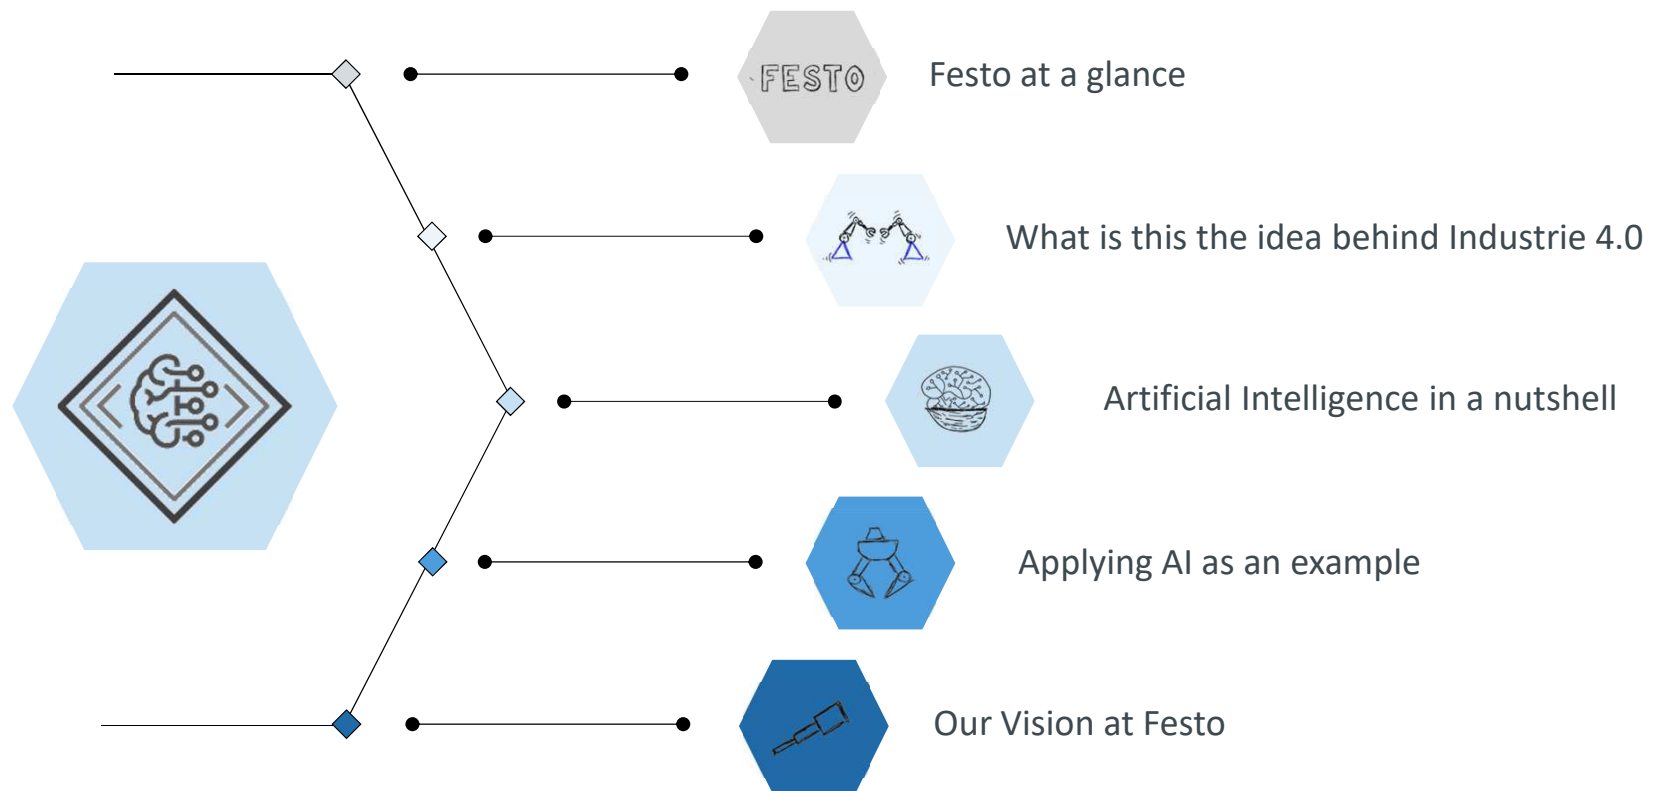 FESTO
Festo at a glance
What is this the idea behind Industrie 4.0
Artificial Intelligence in a nutshell
Applying AI as an example
Our Vision at Festo